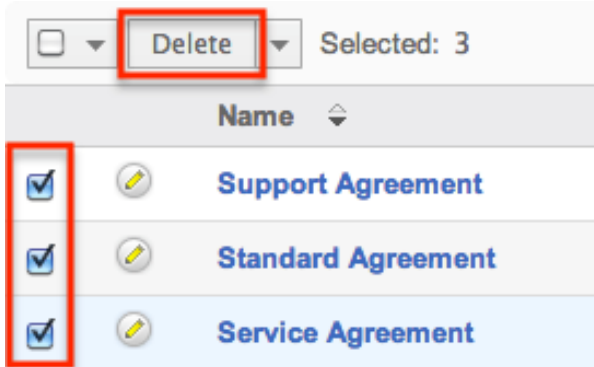 Delete Selected: 3
Name
Support Agreement
Standard Agreement
Service Agreement